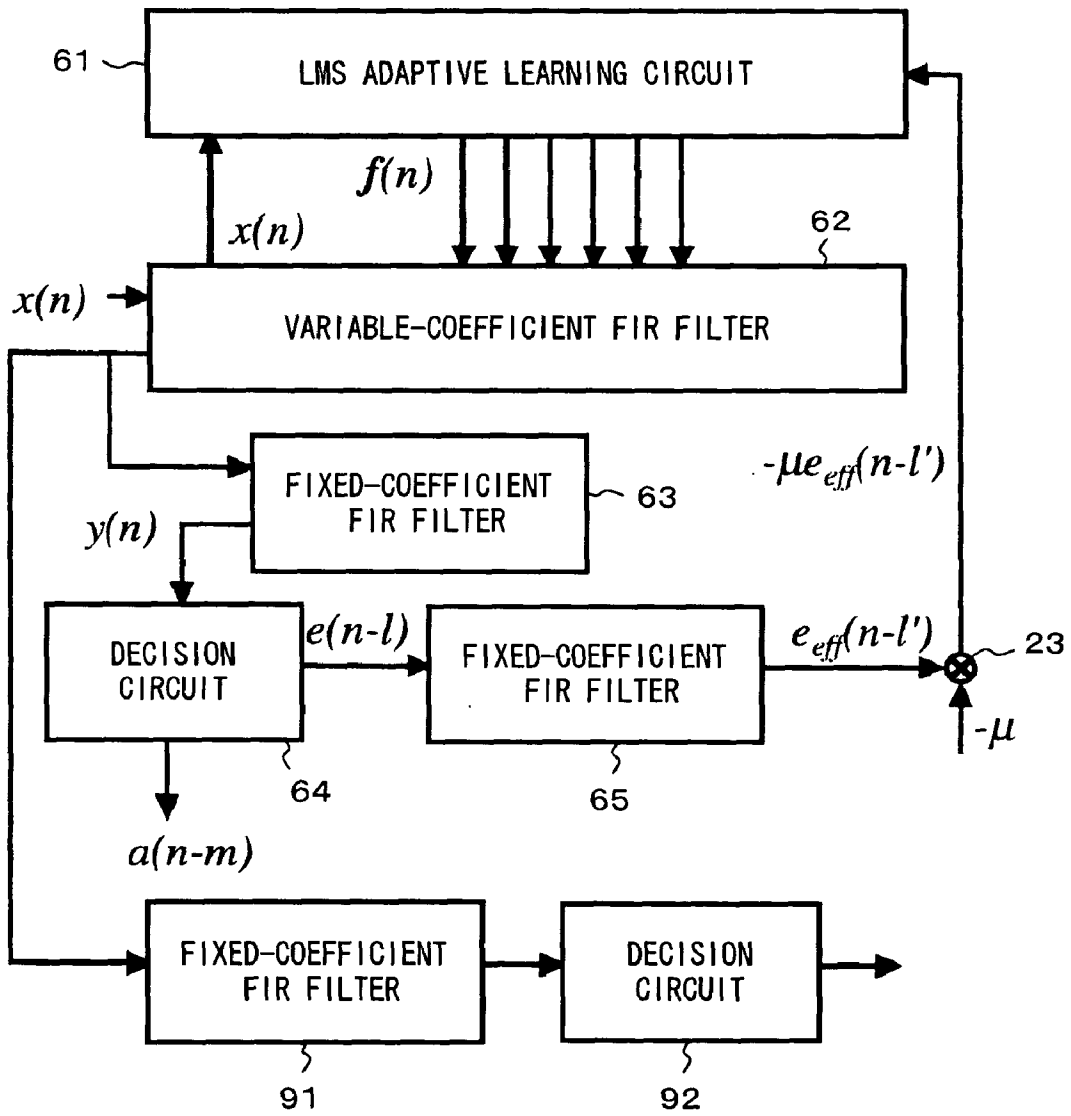 61
LMS ADAPTIVE LEARNING CIRCUIT
f(n)
x(n)
62
x(n)
VARIABLE-COEFFICIENT FIR FILTER
-μe_eff(n-l')
FIXED-COEFFICIENT
FIR FILTER
63
y(n)
DECISION
CIRCUIT
e(n-l)
FIXED-COEFFICIENT
FIR FILTER
e_eff(n-l')
23
-μ
64
65
a(n-m)
FIXED-COEFFICIENT
FIR FILTER
DECISION
CIRCUIT
91
92